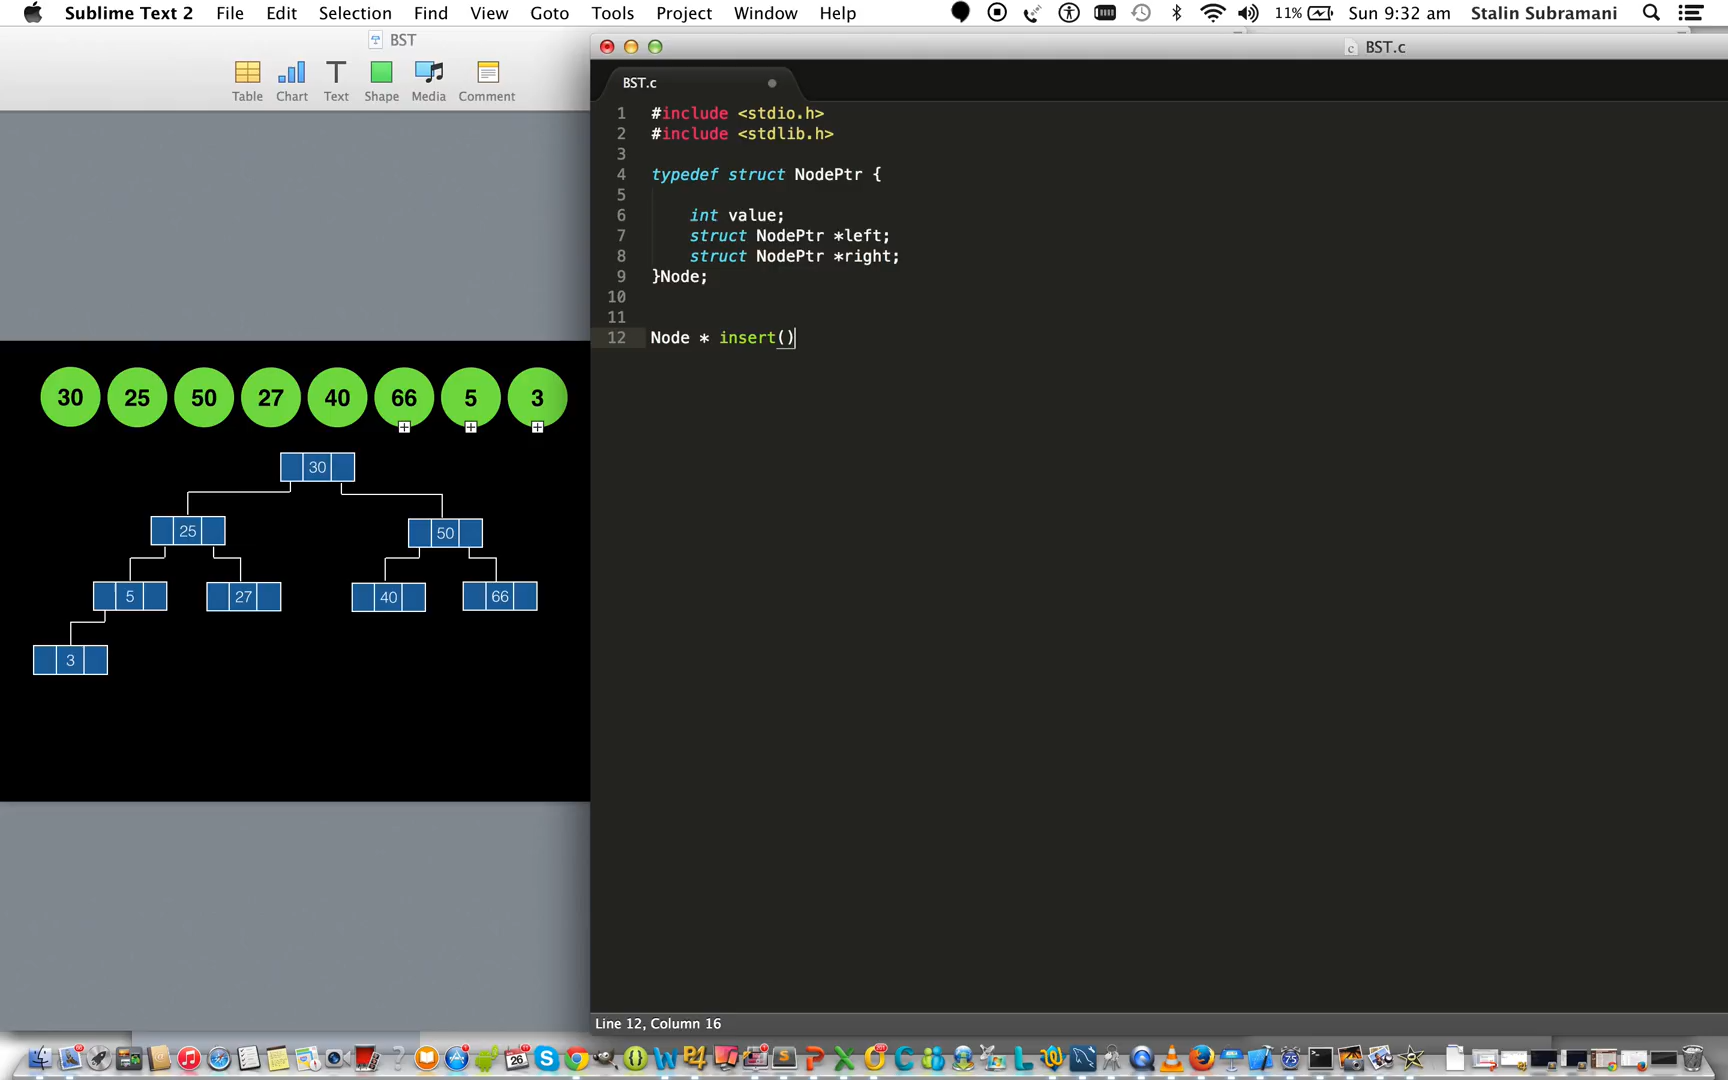 Sublime Text 2 File Edit Selection Find View Goto Tools Project Window Help 11% Sun 9:32 am Stalin Subramani
BST
Table Chart Text Shape Media Comment
BST.c
BST.c
1 #include <stdio.h>
2 #include <stdlib.h>
3
4 typedef struct NodePtr {
5
6 int value;
7 struct NodePtr *left;
8 struct NodePtr *right;
9 }Node;
10
11
12 Node * insert()
30 25 50 27 40 66 5 3
30
25 50
5 27 40 66
3
Line 12, Column 16